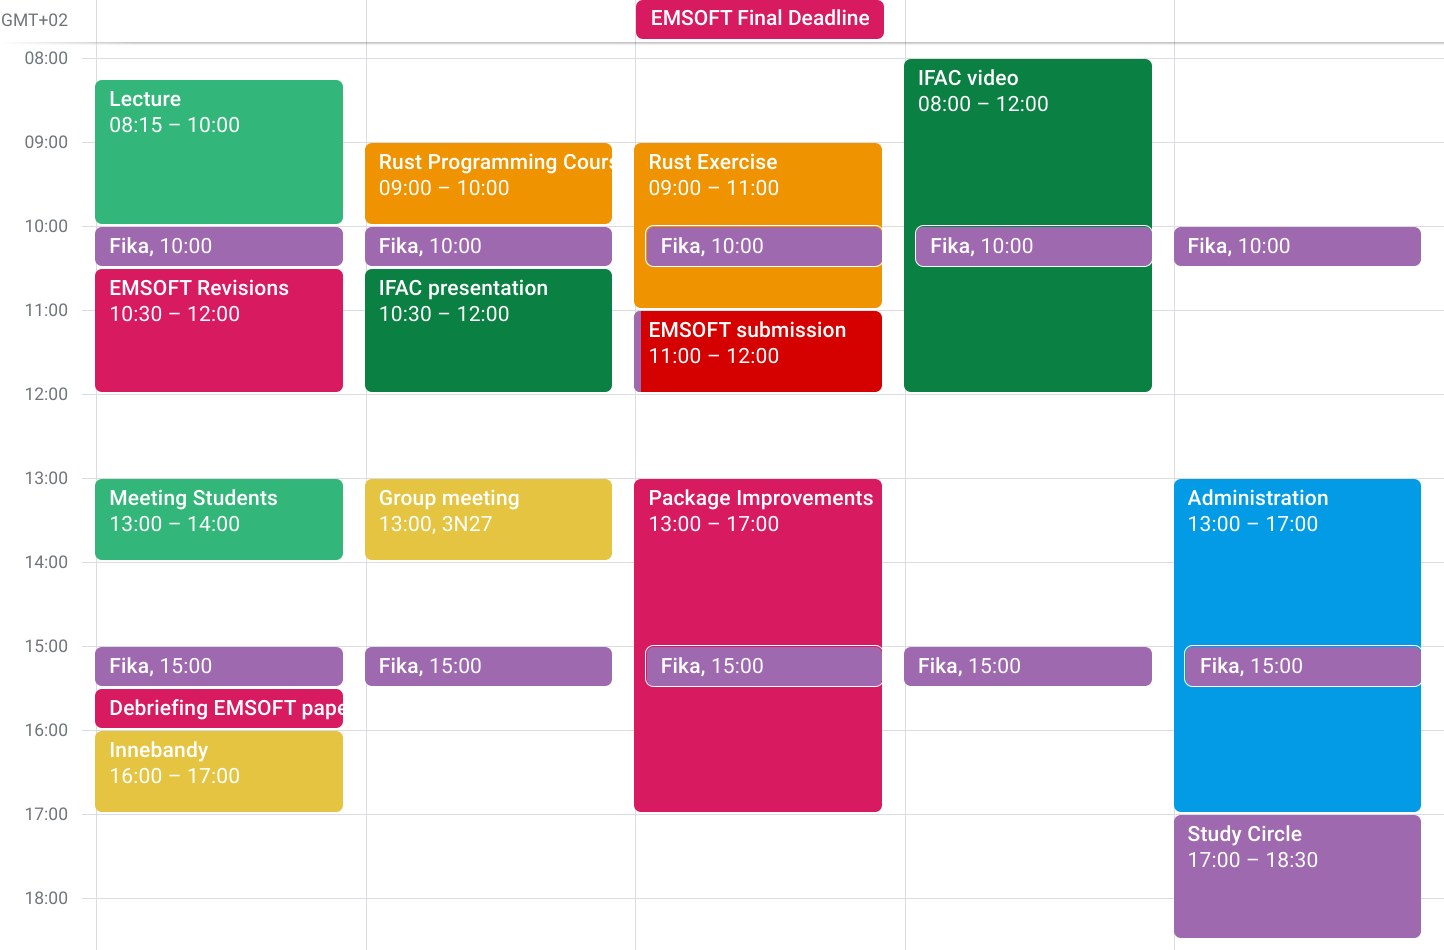 GMT+02
EMSOFT Final Deadline
08:00
09:00
10:00
11:00
12:00
13:00
14:00
15:00
16:00
17:00
18:00
Lecture
08:15 – 10:00
Fika, 10:00
EMSOFT Revisions
10:30 – 12:00
Meeting Students
13:00 – 14:00
Fika, 15:00
Debriefing EMSOFT pape
Innebandy
16:00 – 17:00
Rust Programming Cours
09:00 – 10:00
Fika, 10:00
IFAC presentation
10:30 – 12:00
Group meeting
13:00, 3N27
Fika, 15:00
Rust Exercise
09:00 – 11:00
Fika, 10:00
EMSOFT submission
11:00 – 12:00
Package Improvements
13:00 – 17:00
Fika, 15:00
IFAC video
08:00 – 12:00
Fika, 10:00
Fika, 15:00
Fika, 10:00
Administration
13:00 – 17:00
Fika, 15:00
Study Circle
17:00 – 18:30